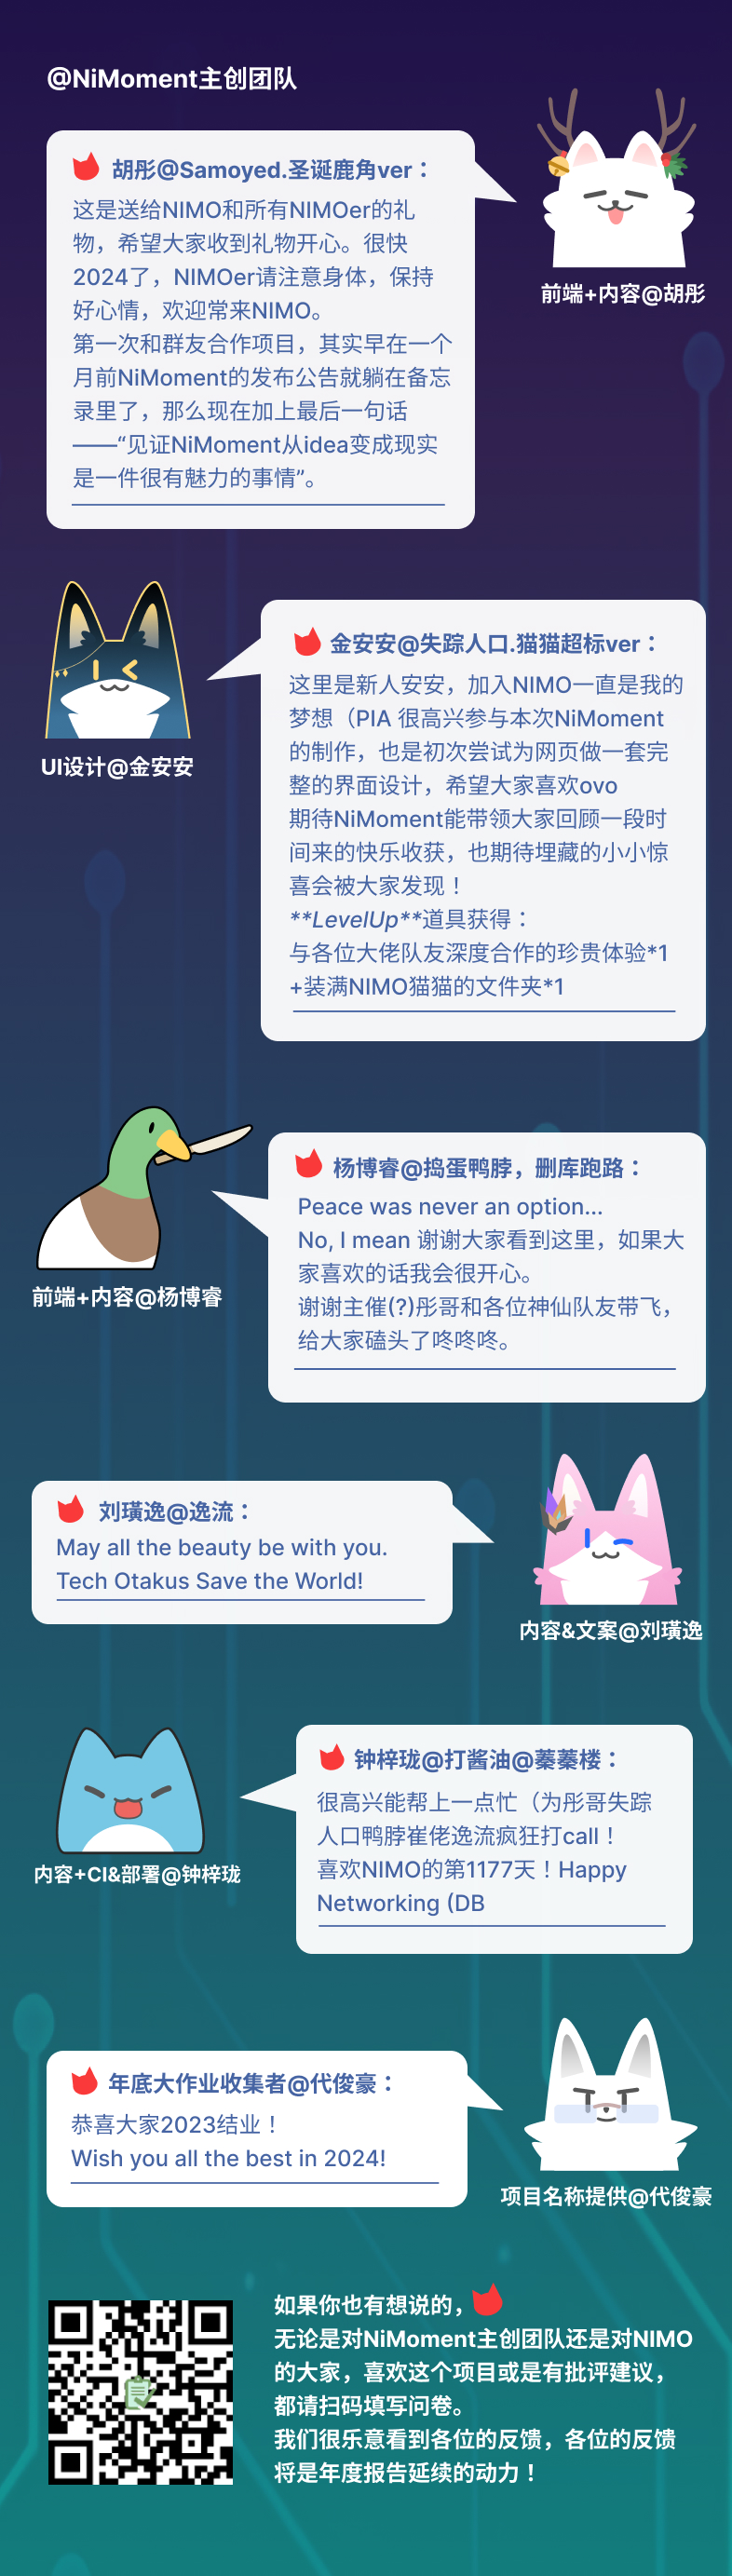 @NiMoment主创团队
胡彤@Samoyed.圣诞鹿角ver：
这是送给NIMO和所有NIMOer的礼
物，希望大家收到礼物开心。很快
2024了，NIMOer请注意身体，保持
好心情，欢迎常来NIMO。
第一次和群友合作项目，其实早在一个
月前NiMoment的发布公告就躺在备忘
录里了，那么现在加上最后一句话
——“见证NiMoment从idea变成现实
是一件很有魅力的事情”。
前端+内容@胡彤
金安安@失踪人口.猫猫超标ver：
这里是新人安安，加入NIMO一直是我的
梦想（PIA 很高兴参与本次NiMoment
的制作，也是初次尝试为网页做一套完
整的界面设计，希望大家喜欢ovo
期待NiMoment能带领大家回顾一段时
间来的快乐收获，也期待埋藏的小小惊
喜会被大家发现！
**LevelUp**道具获得：
与各位大佬队友深度合作的珍贵体验*1
+装满NIMO猫猫的文件夹*1
UI设计@金安安
杨博睿@捣蛋鸭脖，删库跑路：
Peace was never an option...
No, I mean 谢谢大家看到这里，如果大
家喜欢的话我会很开心。
谢谢主催(?)彤哥和各位神仙队友带飞，
给大家磕头了咚咚咚。
前端+内容@杨博睿
刘璜逸@逸流：
May all the beauty be with you.
Tech Otakus Save the World!
内容&文案@刘璜逸
钟梓珑@打酱油@蓁蓁楼：
很高兴能帮上一点忙（为彤哥失踪
人口鸭脖崔佬逸流疯狂打call！
喜欢NIMO的第1177天！Happy
Networking (DB
内容+CI&部署@钟梓珑
年底大作业收集者@代俊豪：
恭喜大家2023结业！
Wish you all the best in 2024!
项目名称提供@代俊豪
如果你也有想说的，
无论是对NiMoment主创团队还是对NIMO
的大家，喜欢这个项目或是有批评建议，
都请扫码填写问卷。
我们很乐意看到各位的反馈，各位的反馈
将是年度报告延续的动力！